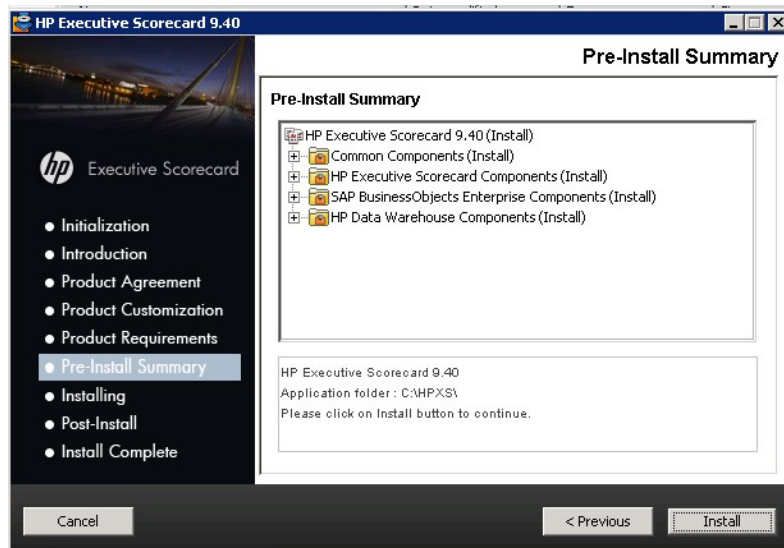 HP Executive Scorecard 9.40
Pre-Install Summary
hp Executive Scorecard
Initialization
Introduction
Product Agreement
Product Customization
Product Requirements
Pre-Install Summary
Installing
Post-Install
Install Complete
Pre-Install Summary
HP Executive Scorecard 9.40 (Install)
Common Components (Install)
HP Executive Scorecard Components (Install)
SAP BusinessObjects Enterprise Components (Install)
HP Data Warehouse Components (Install)
HP Executive Scorecard 9.40
Application folder : C:\HPXS\
Please click on Install button to continue.
Cancel
< Previous
Install